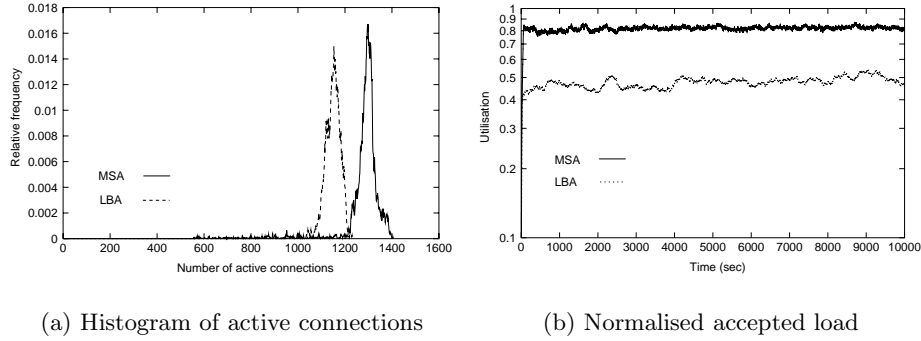 0.018
0.016
0.014
0.012
0.01
0.008
0.006
0.004
0.002
0
Relative frequency
MSA
LBA
0 200 400 600 800 1000 1200 1400 1600
Number of active connections
1
0.9
0.8
0.7
0.6
0.5
0.4
0.3
0.2
0.1
Utilisation
MSA
LBA
0 1000 2000 3000 4000 5000 6000 7000 8000 9000 10000
Time (sec)
(a) Histogram of active connections
(b) Normalised accepted load